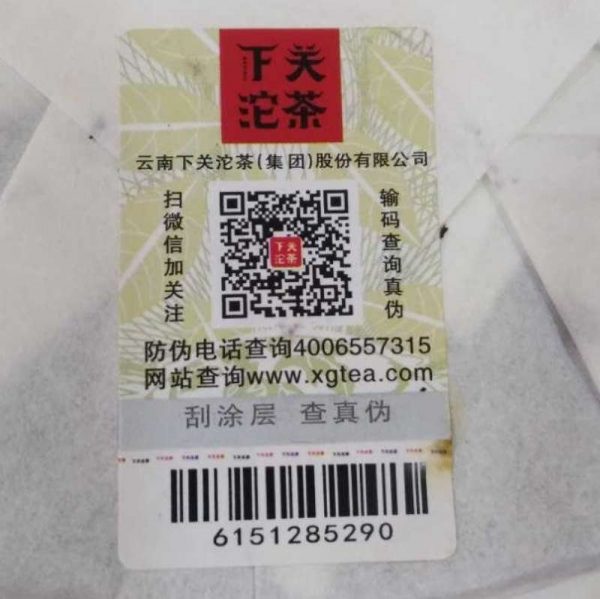 下关
沱茶
云南下关沱茶(集团)股份有限公司
扫微信加关注
下关
沱茶
输码查询真伪
防伪电话查询4006557315
网站查询www.xgtea.com
刮涂层 查真伪
6151285290